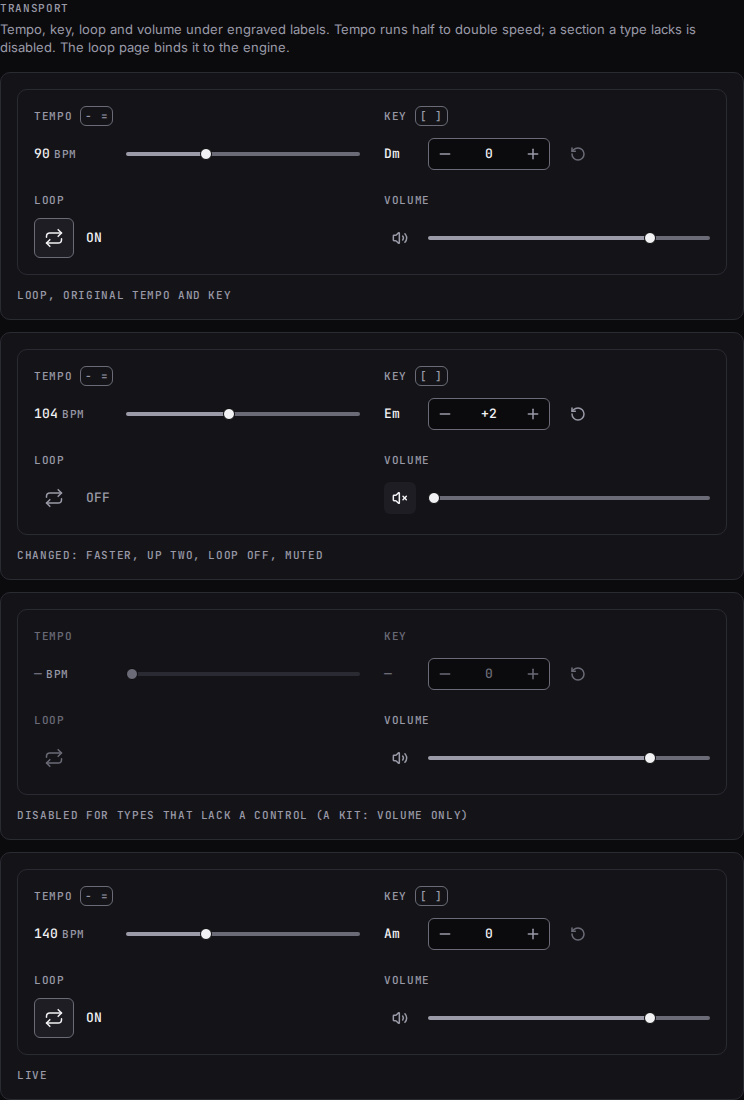 TRANSPORT
Tempo, key, loop and volume under engraved labels. Tempo runs half to double speed; a section a type lacks is
disabled. The loop page binds it to the engine.
TEMPO - = KEY [ ]
90 BPM Dm − 0 +
LOOP VOLUME
ON
LOOP, ORIGINAL TEMPO AND KEY
TEMPO - = KEY [ ]
104 BPM Em − +2 +
LOOP VOLUME
OFF
CHANGED: FASTER, UP TWO, LOOP OFF, MUTED
TEMPO KEY
— BPM — − 0 +
LOOP VOLUME
DISABLED FOR TYPES THAT LACK A CONTROL (A KIT: VOLUME ONLY)
TEMPO - = KEY [ ]
140 BPM Am − 0 +
LOOP VOLUME
ON
LIVE